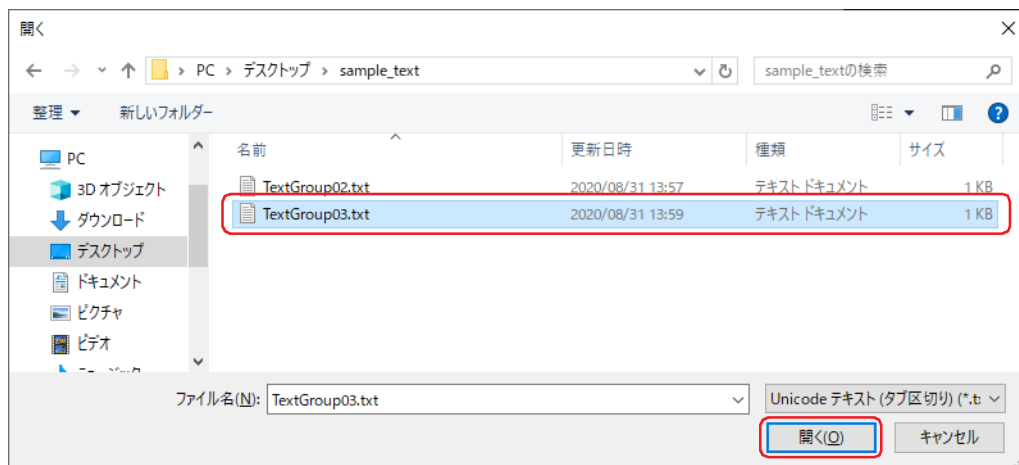 開く
PC > デスクトップ > sample_text
sample_textの検索
整理 新しいフォルダー
名前 更新日時 種類 サイズ
TextGroup02.txt 2020/08/31 13:57 テキスト ドキュメント 1 KB
TextGroup03.txt 2020/08/31 13:59 テキスト ドキュメント 1 KB
PC
3D オブジェクト
ダウンロード
デスクトップ
ドキュメント
ピクチャ
ビデオ
ファイル名(N): TextGroup03.txt
Unicode テキスト (タブ区切り) (*.t
開く(O) キャンセル